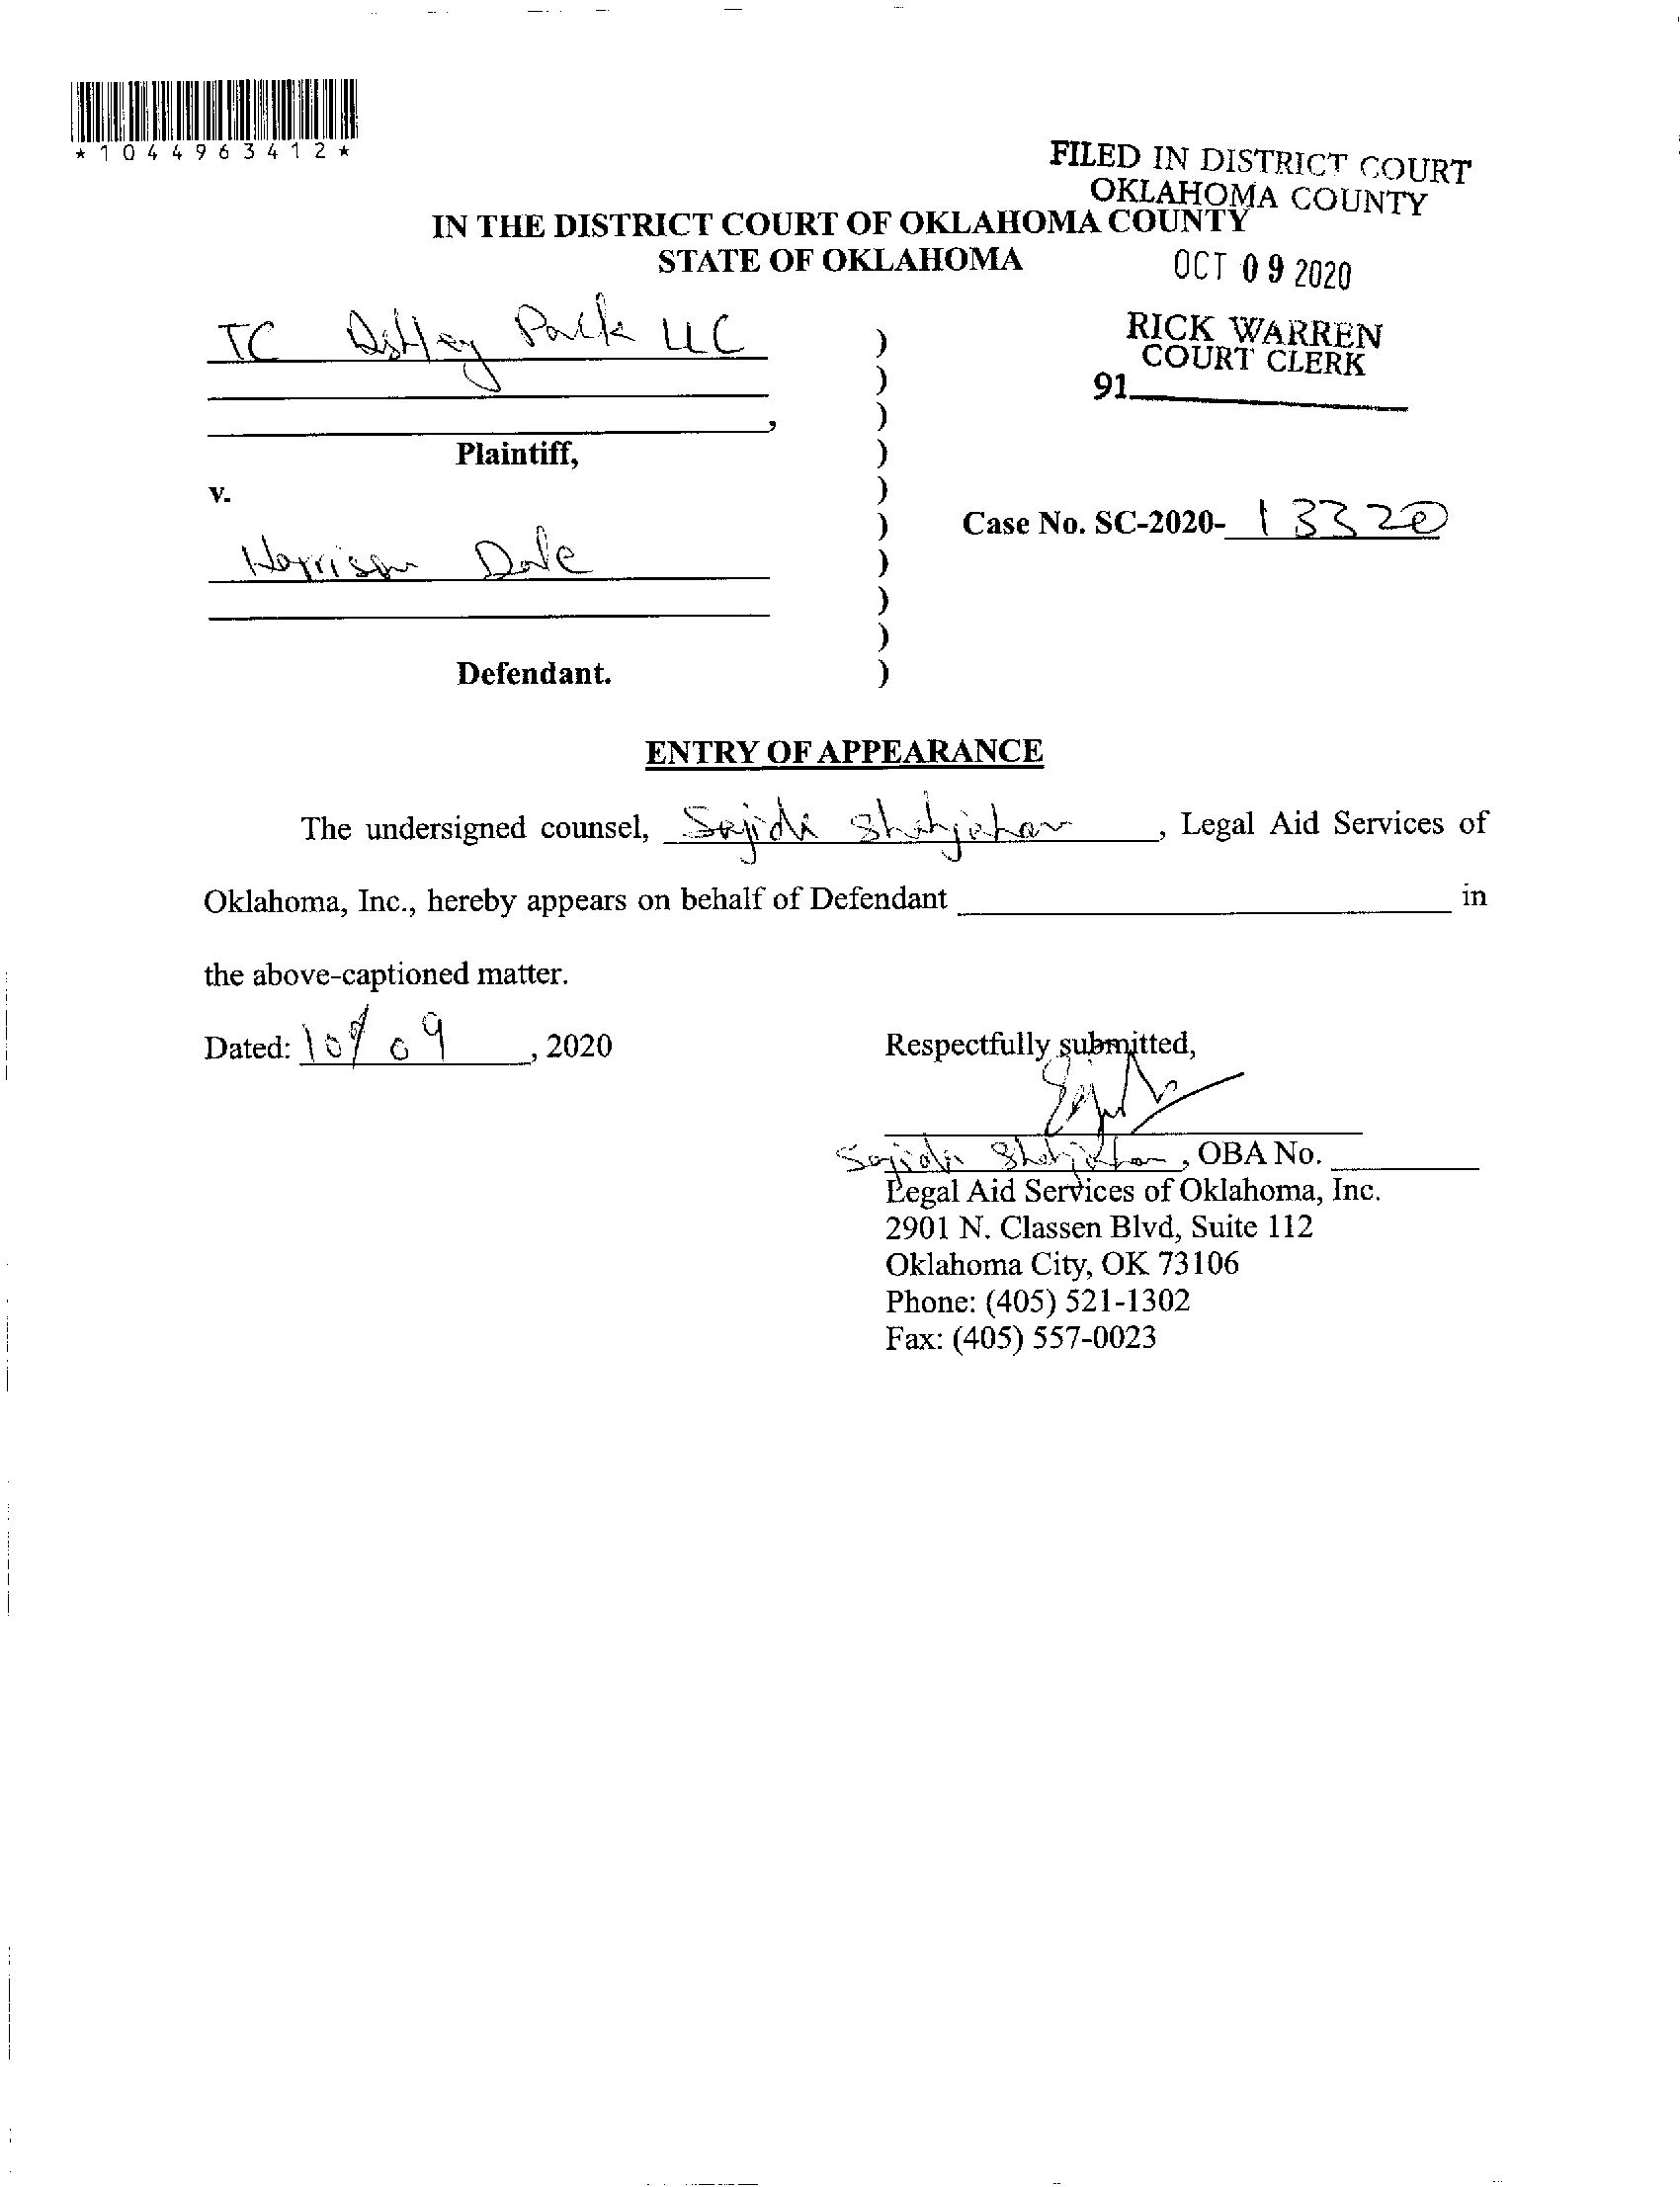 *1044963412*
FILED IN DISTRICT COURT
OKLAHOMA COUNTY
IN THE DISTRICT COURT OF OKLAHOMA COUNTY
STATE OF OKLAHOMA
OCT 09 2020
RICK WARREN
COURT CLERK
91
TC Park LLC
,
Plaintiff,
v.
Case No. SC-2020- 13320
Harrison Dale
Defendant.
)
)
)
)
)
)
)
)
)
)
ENTRY OF APPEARANCE
The undersigned counsel, Sajida Shahjahan, Legal Aid Services of
Oklahoma, Inc., hereby appears on behalf of Defendant in
the above-captioned matter.
Dated: 10/09, 2020
Respectfully submitted,
Sajida Shahjahan, OBA No.
Legal Aid Services of Oklahoma, Inc.
2901 N. Classen Blvd, Suite 112
Oklahoma City, OK 73106
Phone: (405) 521-1302
Fax: (405) 557-0023